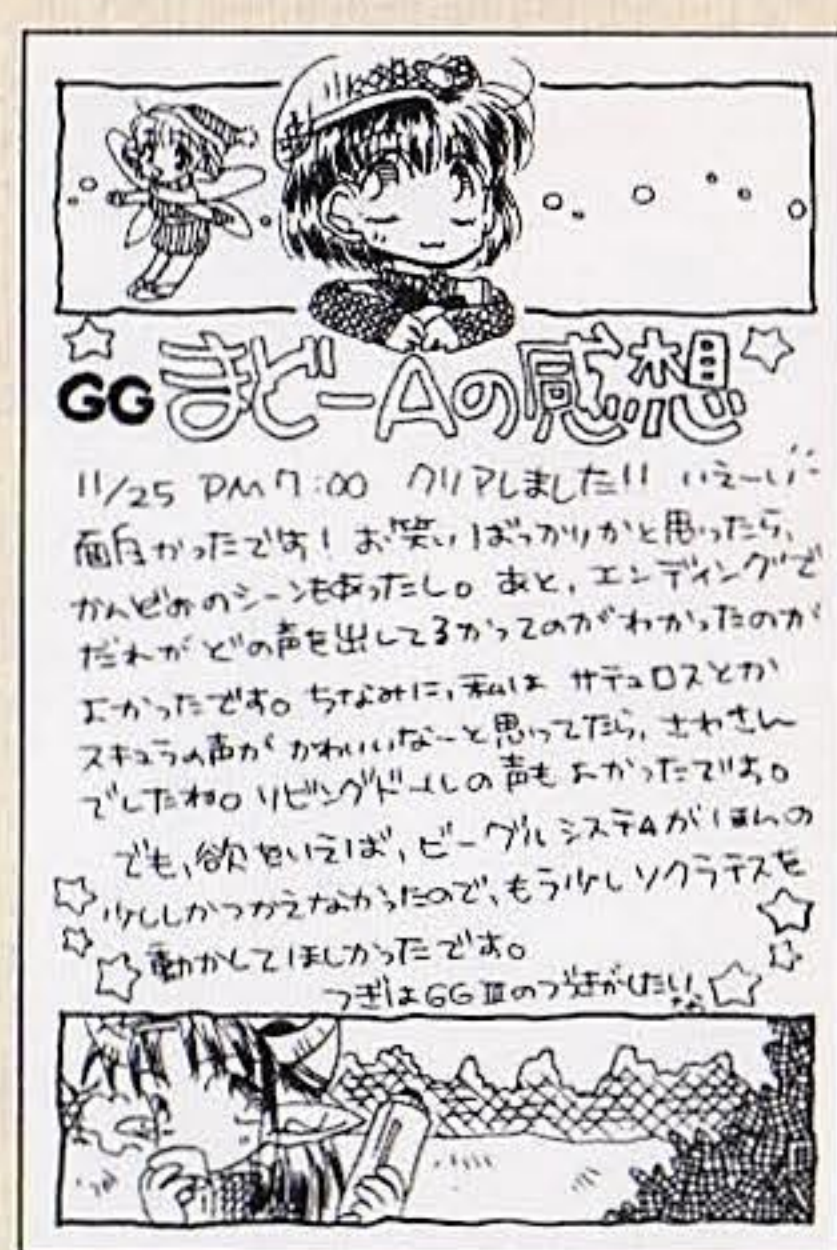 GGまどーAの感想
11/25 PM7:00 クリアしました!! いえーい
面白かったでよ! お笑いばっかりかと思ったら、
かんどおのシーンもあったし。あと、エンディングで
だれがどの声を出してるかってのがわかったのが
よかったです。ちなみに、私は サテュロスとか
スキュラの声が かわいいなーと思ってたら、さわさん
でしたね。リビングドールの声もよかったです。
でも、欲をいえば、ビーグルシステムがほんの
少ししかつかえなかったので、もう少しソクラテスを
動かしてほしかったです。
つぎはGGⅢのつづきがしたいな